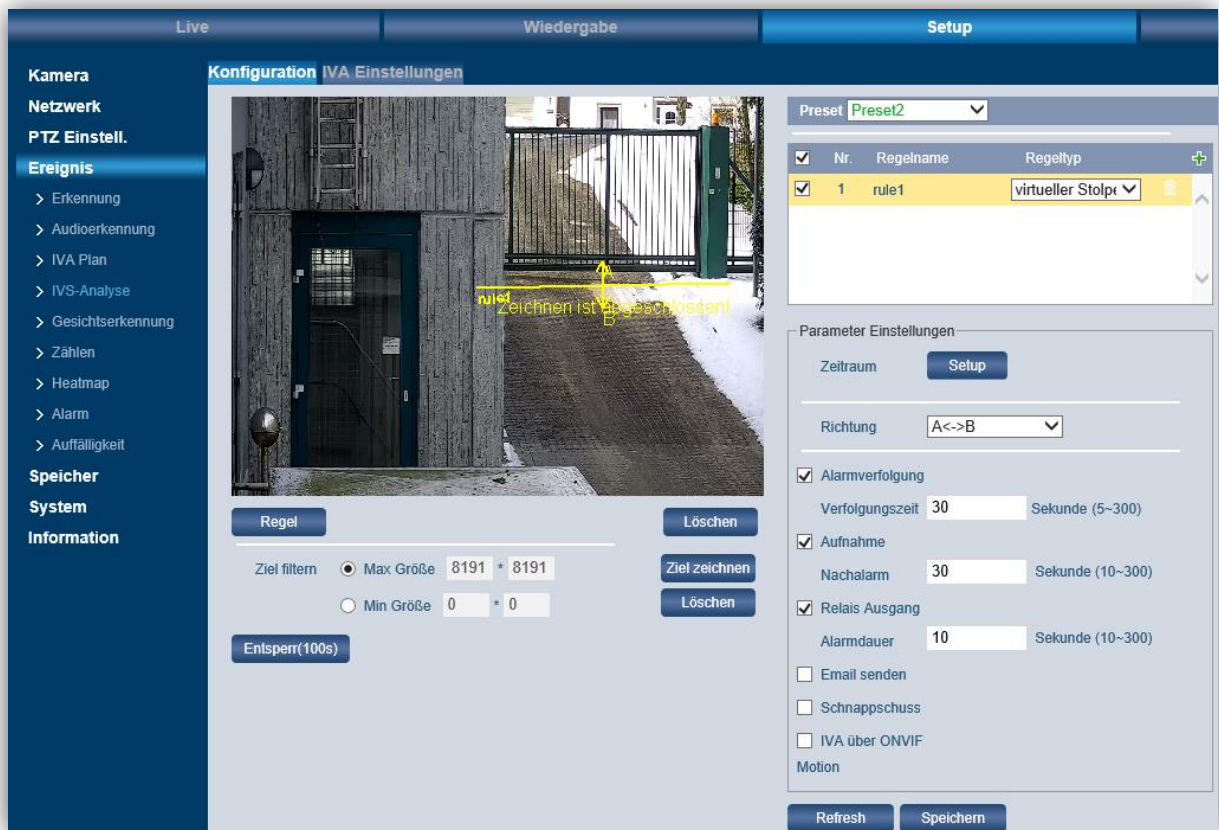 Live Wiedergabe Setup
Kamera
Netzwerk
PTZ Einstell.
Ereignis
Erkennung
Audioerkennung
IVA Plan
IVS-Analyse
Gesichtserkennung
Zählen
Heatmap
Alarm
Auffälligkeit
Speicher
System
Information
Konfiguration IVA Einstellungen
A
rule1
Zeichnen ist abgeschlossen!
B
Regel Löschen
Ziel filtern Max Größe 8191 * 8191 Ziel zeichnen
Min Größe 0 * 0 Löschen
Entsperr(100s)
Preset Preset2
Nr. Regelname Regeltyp
1 rule1 virtueller Stolpe
Parameter Einstellungen
Zeitraum Setup
Richtung A<->B
Alarmverfolgung
Verfolgungszeit 30 Sekunde (5~300)
Aufnahme
Nachalarm 30 Sekunde (10~300)
Relais Ausgang
Alarmdauer 10 Sekunde (10~300)
Email senden
Schnappschuss
IVA über ONVIF
Motion
Refresh Speichern